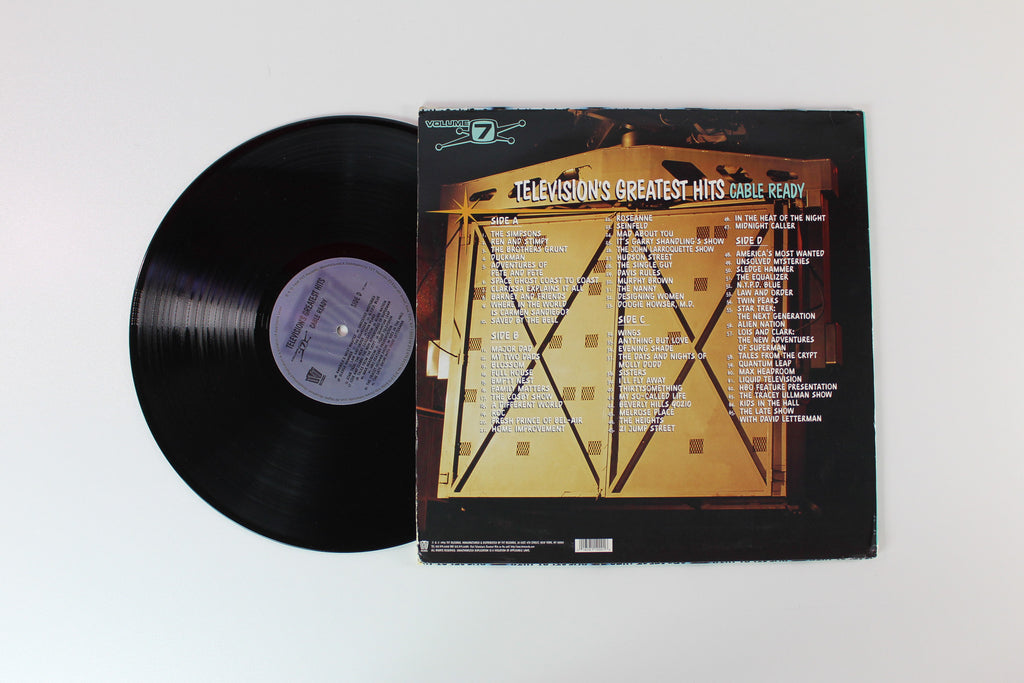 VOLUME 7
TELEVISION'S GREATEST HITS CABLE READY
SIDE A
THE SIMPSONS
REN AND STIMPY
THE BROTHERS GRUNT
DUCKMAN
ADVENTURES OF
PETE AND PETE
SPACE GHOST COAST TO COAST
CLARISSA EXPLAINS IT ALL
BARNEY AND FRIENDS
WHERE IN THE WORLD
IS CARMEN SANDIEGO?
SAVED BY THE BELL
SIDE B
MAJOR DAD
MY TWO DADS
BLOSSOM
FULL HOUSE
EMPTY NEST
FAMILY MATTERS
THE COSBY SHOW
A DIFFERENT WORLD
ROC
FRESH PRINCE OF BEL-AIR
HOME IMPROVEMENT
ROSEANNE
SEINFELD
MAD ABOUT YOU
IT'S GARRY SHANDLING'S SHOW
THE JOHN LARROQUETTE SHOW
HUDSON STREET
THE SINGLE GUY
DAVIS RULES
MURPHY BROWN
THE NANNY
DESIGNING WOMEN
DOOGIE HOWSER, M.D.
SIDE C
WINGS
ANYTHING BUT LOVE
EVENING SHADE
THE DAYS AND NIGHTS OF
MOLLY DODD
SISTERS
I'LL FLY AWAY
THIRTYSOMETHING
MY SO-CALLED LIFE
BEVERLY HILLS 90210
MELROSE PLACE
THE HEIGHTS
21 JUMP STREET
IN THE HEAT OF THE NIGHT
MIDNIGHT CALLER
SIDE D
AMERICA'S MOST WANTED
UNSOLVED MYSTERIES
SLEDGE HAMMER
THE EQUALIZER
N.Y.P.D. BLUE
LAW AND ORDER
TWIN PEAKS
STAR TREK:
THE NEXT GENERATION
ALIEN NATION
LOIS AND CLARK:
THE NEW ADVENTURES
OF SUPERMAN
TALES FROM THE CRYPT
QUANTUM LEAP
MAX HEADROOM
LIQUID TELEVISION
HBO FEATURE PRESENTATION
THE TRACEY ULLMAN SHOW
KIDS IN THE HALL
THE LATE SHOW
WITH DAVID LETTERMAN
TELEVISION'S GREATEST HITS
CABLE READY